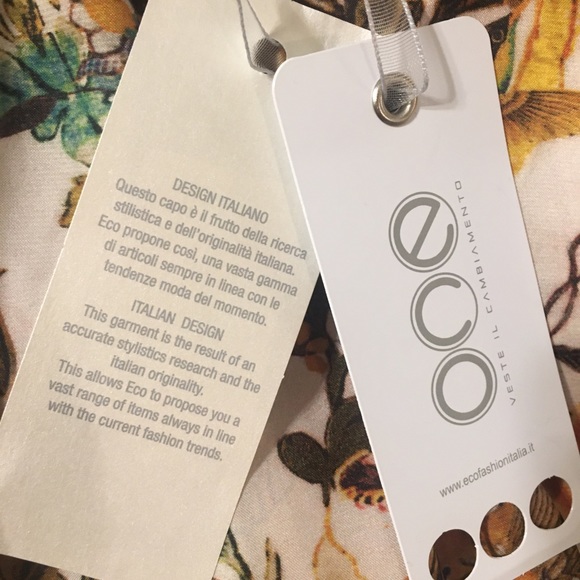 DESIGN ITALIANO
Questo capo è il frutto della ricerca
stilistica e dell'originalità italiana.
Eco propone così, una vasta gamma
di articoli sempre in linea con le
tendenze moda del momento.
ITALIAN DESIGN
This garment is the result of an
accurate stylistics research and the
italian originality.
This allows Eco to propose you a
vast range of items always in line
with the current fashion trends.
eco
VESTE IL CAMBIAMENTO
www.ecofashionitalia.it